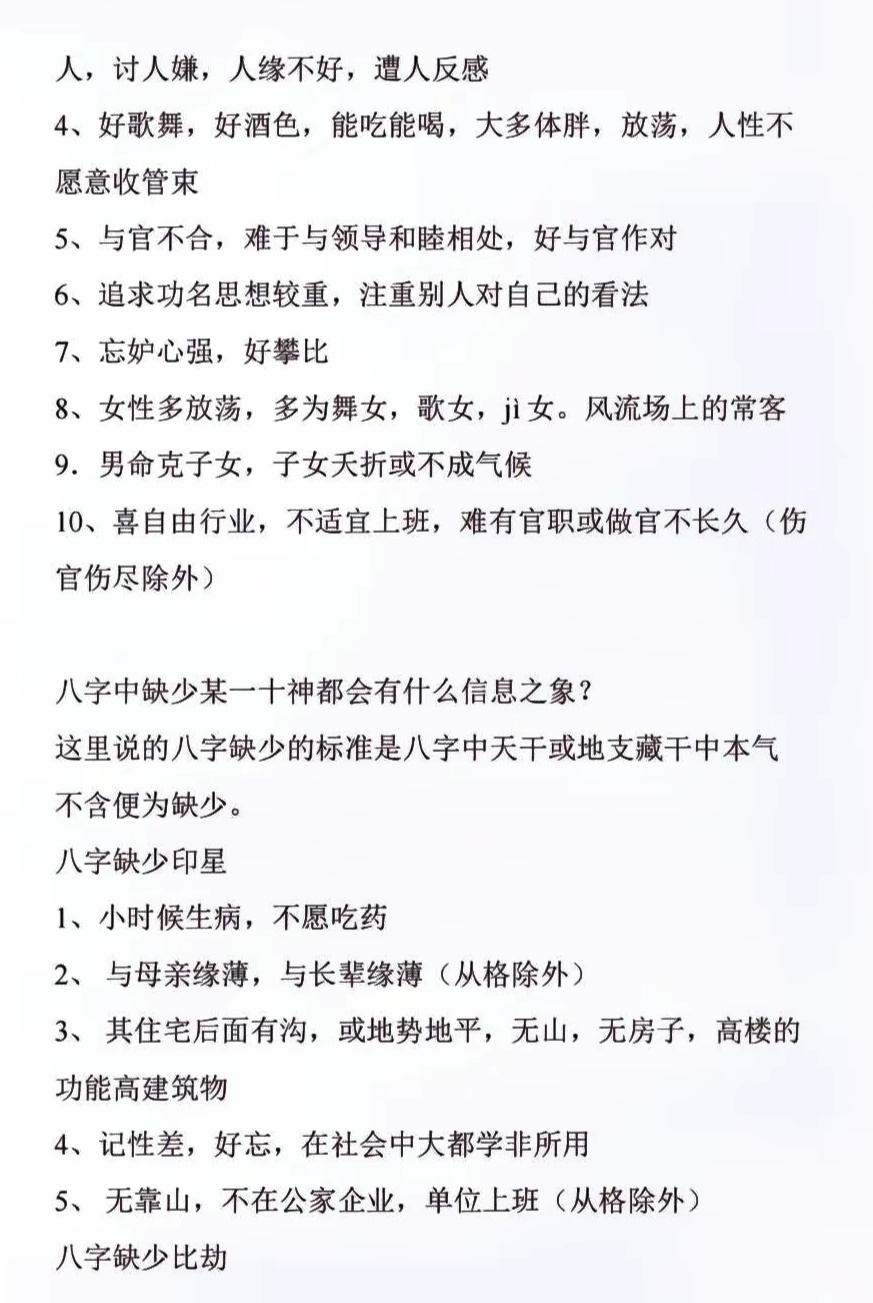 人，讨人嫌，人缘不好，遭人反感
4、好歌舞，好酒色，能吃能喝，大多体胖，放荡，人性不
愿意收管束
5、与官不合，难于与领导和睦相处，好与官作对
6、追求功名思想较重，注重别人对自己的看法
7、忘妒心强，好攀比
8、女性多放荡，多为舞女，歌女，jì 女。风流场上的常客
9．男命克子女，子女夭折或不成气候
10、喜自由行业，不适宜上班，难有官职或做官不长久（伤
官伤尽除外）
八字中缺少某一十神都会有什么信息之象？
这里说的八字缺少的标准是八字中天干或地支藏干中本气
不含便为缺少。
八字缺少印星
1、小时候生病，不愿吃药
2、 与母亲缘薄，与长辈缘薄（从格除外）
3、 其住宅后面有沟，或地势地平，无山，无房子，高楼的
功能高建筑物
4、记性差，好忘，在社会中大都学非所用
5、 无靠山，不在公家企业，单位上班（从格除外）
八字缺少比劫